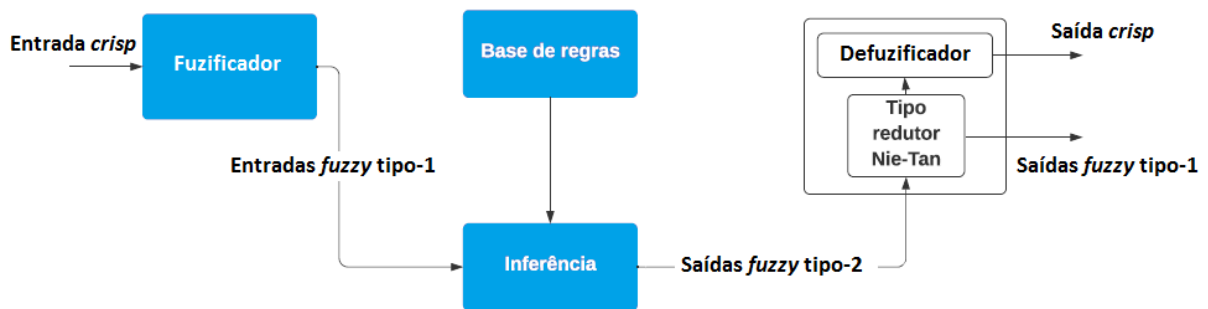 Entrada crisp
Fuzificador
Base de regras
Defuzificador
Saída crisp
Tipo
redutor
Nie-Tan
Entradas fuzzy tipo-1
Saídas fuzzy tipo-1
Inferência
Saídas fuzzy tipo-2